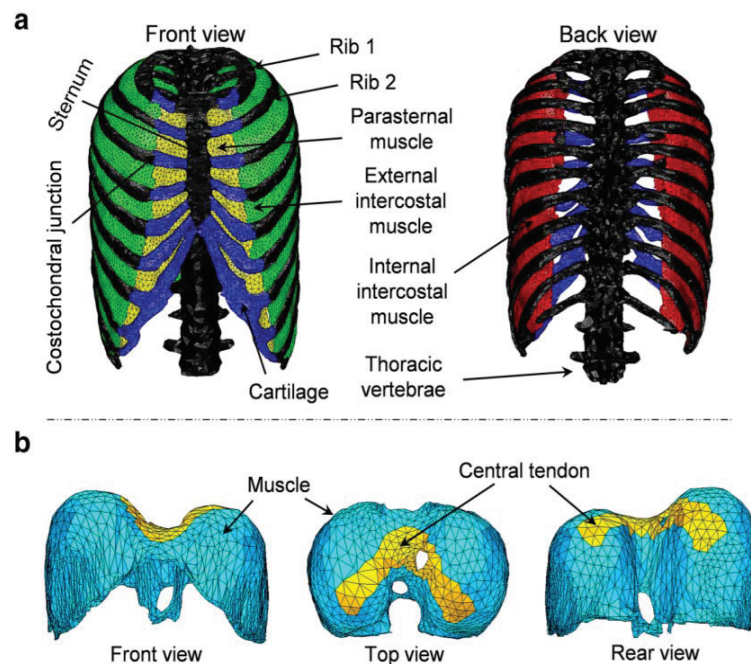 a
Front view
Back view
Rib 1
Rib 2
Sternum
Costochondral junction
Parasternal
muscle
External
intercostal
muscle
Internal
intercostal
muscle
Thoracic
vertebrae
Cartilage
b
Muscle
Central tendon
Front view
Top view
Rear view